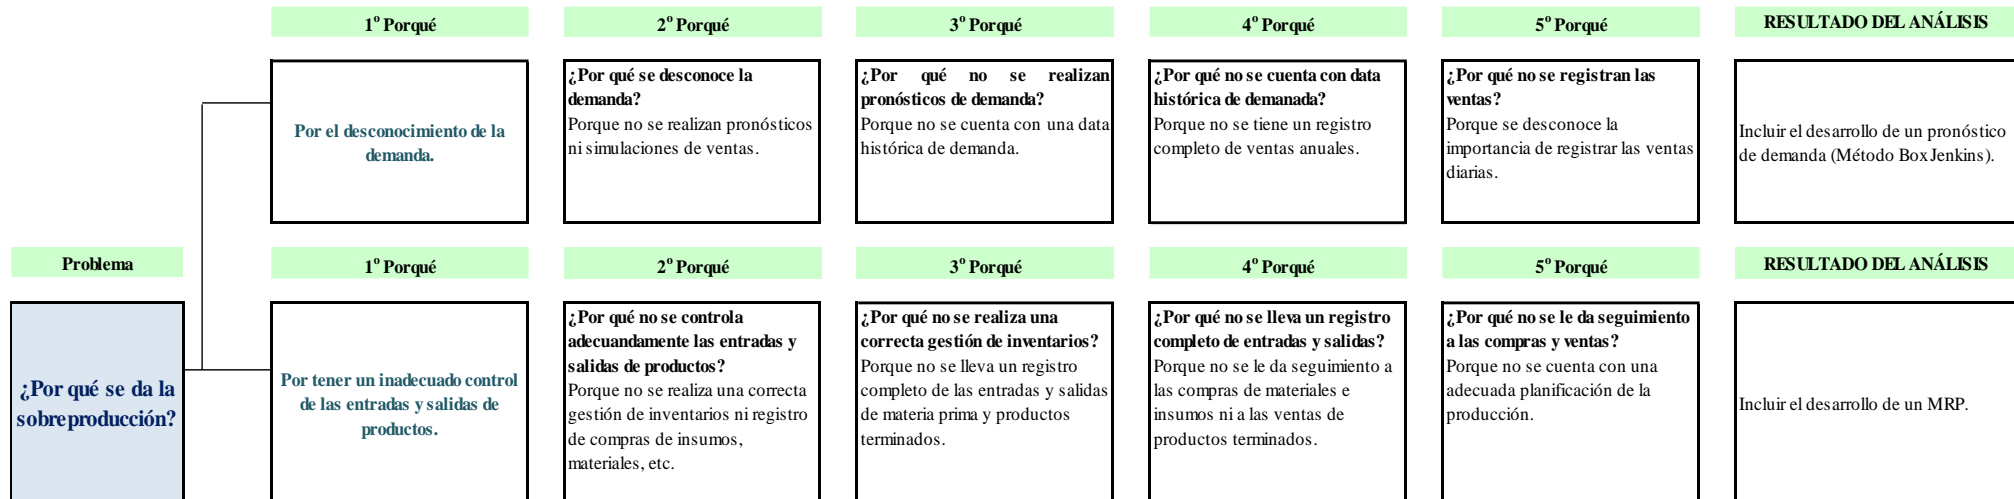 1º Porqué
2º Porqué
3º Porqué
4º Porqué
5º Porqué
RESULTADO DEL ANÁLISIS
Por el desconocimiento de la
demanda.
¿Por qué se desconoce la
demanda?
Porque no se realizan pronósticos
ni simulaciones de ventas.
¿Por qué no se realizan
pronósticos de demanda?
Porque no se cuenta con una data
histórica de demanda.
¿Por qué no se cuenta con data
histórica de demanada?
Porque no se tiene un registro
completo de ventas anuales.
¿Por qué no se registran las
ventas?
Porque se desconoce la
importancia de registrar las ventas
diarias.
Incluir el desarrollo de un pronóstico
de demanda (Método Box Jenkins).
Problema
1º Porqué
2º Porqué
3º Porqué
4º Porqué
5º Porqué
RESULTADO DEL ANÁLISIS
¿Por qué se da la
sobreproducción?
Por tener un inadecuado control
de las entradas y salidas de
productos.
¿Por qué no se controla
adecuandamente las entradas y
salidas de productos?
Porque no se realiza una correcta
gestión de inventarios ni registro
de compras de insumos,
materiales, etc.
¿Por qué no se realiza una
correcta gestión de inventarios?
Porque no se lleva un registro
completo de las entradas y salidas
de materia prima y productos
terminados.
¿Por qué no se lleva un registro
completo de entradas y salidas?
Porque no se le da seguimiento a
las compras de materiales e
insumos ni a las ventas de
productos terminados.
¿Por qué no se le da seguimiento
a las compras y ventas?
Porque no se cuenta con una
adecuada planificación de la
producción.
Incluir el desarrollo de un MRP.